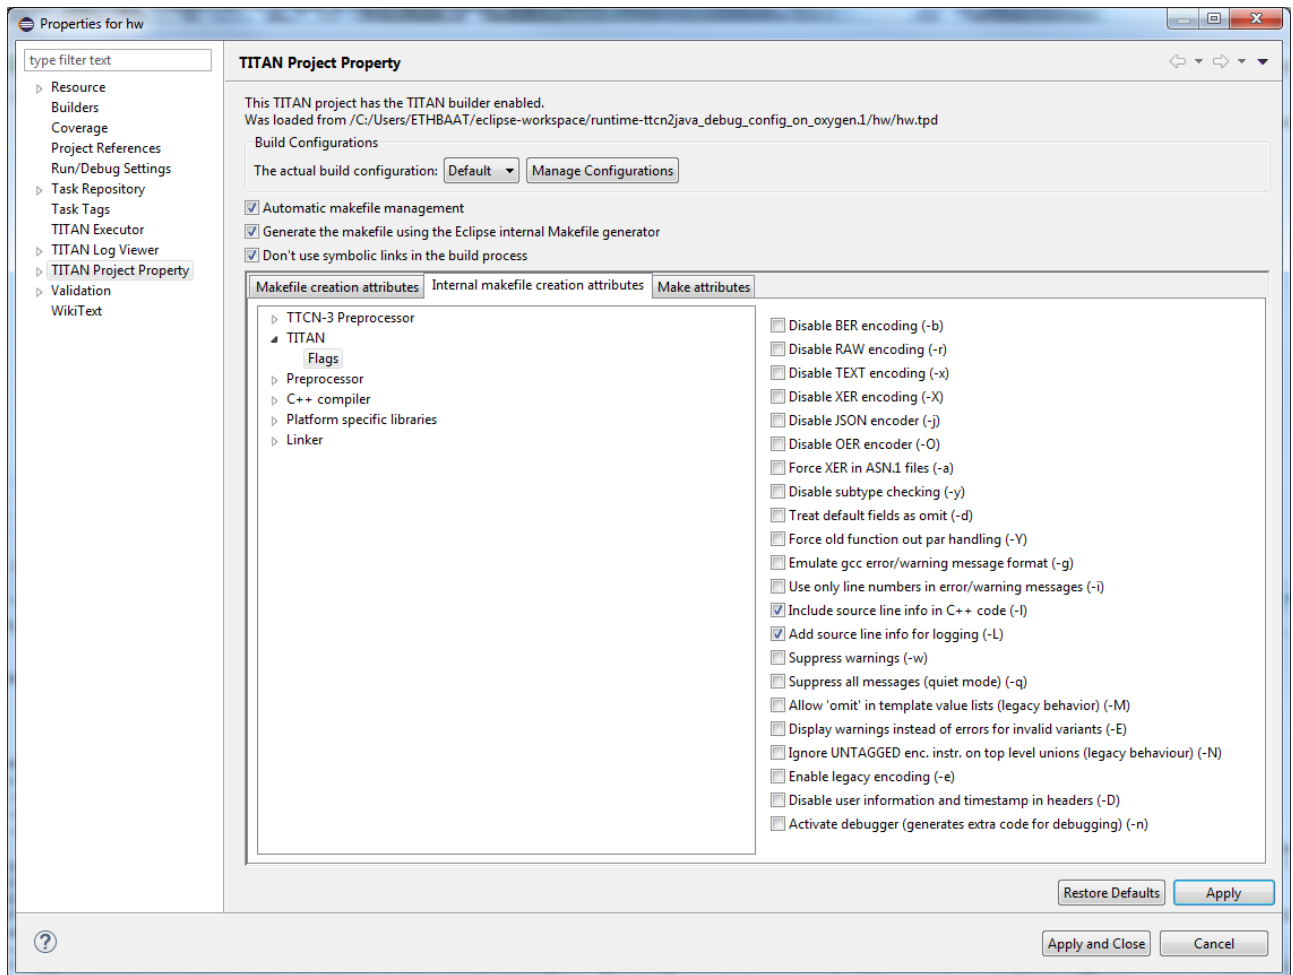 Properties for hw
type filter text
Resource
Builders
Coverage
Project References
Run/Debug Settings
Task Repository
Task Tags
TITAN Executor
TITAN Log Viewer
TITAN Project Property
Validation
WikiText
TITAN Project Property
This TITAN project has the TITAN builder enabled.
Was loaded from /C:/Users/ETHBAAT/eclipse-workspace/runtime-ttcn2java_debug_config_on_oxygen.1/hw/hw.tpd
Build Configurations
The actual build configuration: Default Manage Configurations
Automatic makefile management
Generate the makefile using the Eclipse internal Makefile generator
Don't use symbolic links in the build process
Makefile creation attributes Internal makefile creation attributes Make attributes
TTCN-3 Preprocessor
TITAN
Flags
Preprocessor
C++ compiler
Platform specific libraries
Linker
Disable BER encoding (-b)
Disable RAW encoding (-r)
Disable TEXT encoding (-x)
Disable XER encoding (-X)
Disable JSON encoder (-j)
Disable OER encoder (-O)
Force XER in ASN.1 files (-a)
Disable subtype checking (-y)
Treat default fields as omit (-d)
Force old function out par handling (-Y)
Emulate gcc error/warning message format (-g)
Use only line numbers in error/warning messages (-i)
Include source line info in C++ code (-l)
Add source line info for logging (-L)
Suppress warnings (-w)
Suppress all messages (quiet mode) (-q)
Allow 'omit' in template value lists (legacy behavior) (-M)
Display warnings instead of errors for invalid variants (-E)
Ignore UNTAGGED enc. instr. on top level unions (legacy behaviour) (-N)
Enable legacy encoding (-e)
Disable user information and timestamp in headers (-D)
Activate debugger (generates extra code for debugging) (-n)
Restore Defaults Apply
? Apply and Close Cancel